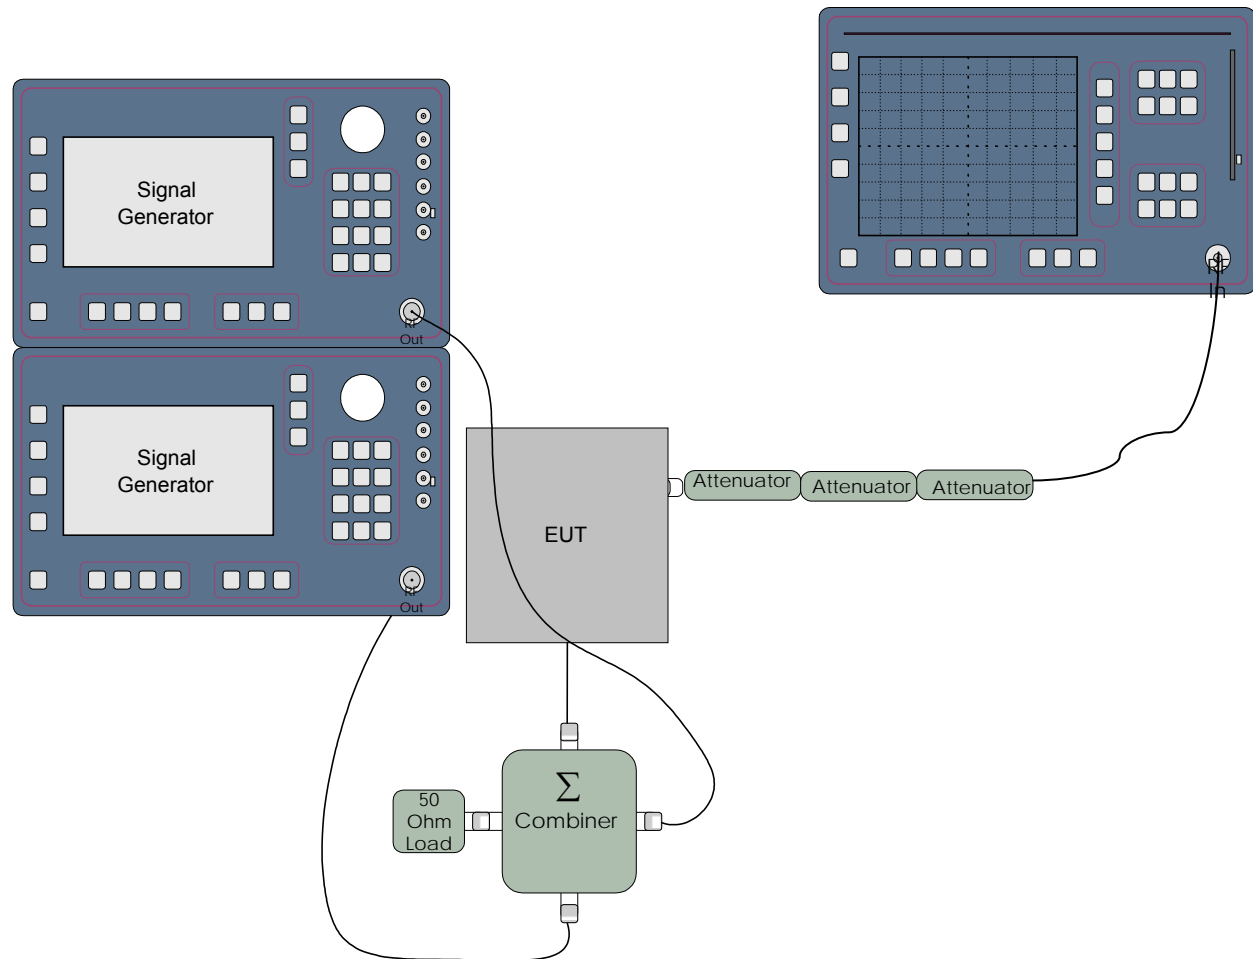 Signal
Generator
RF
Out
Signal
Generator
RF
Out
RF
In
EUT
Attenuator
Attenuator
Attenuator
Σ
Combiner
50
Ohm
Load